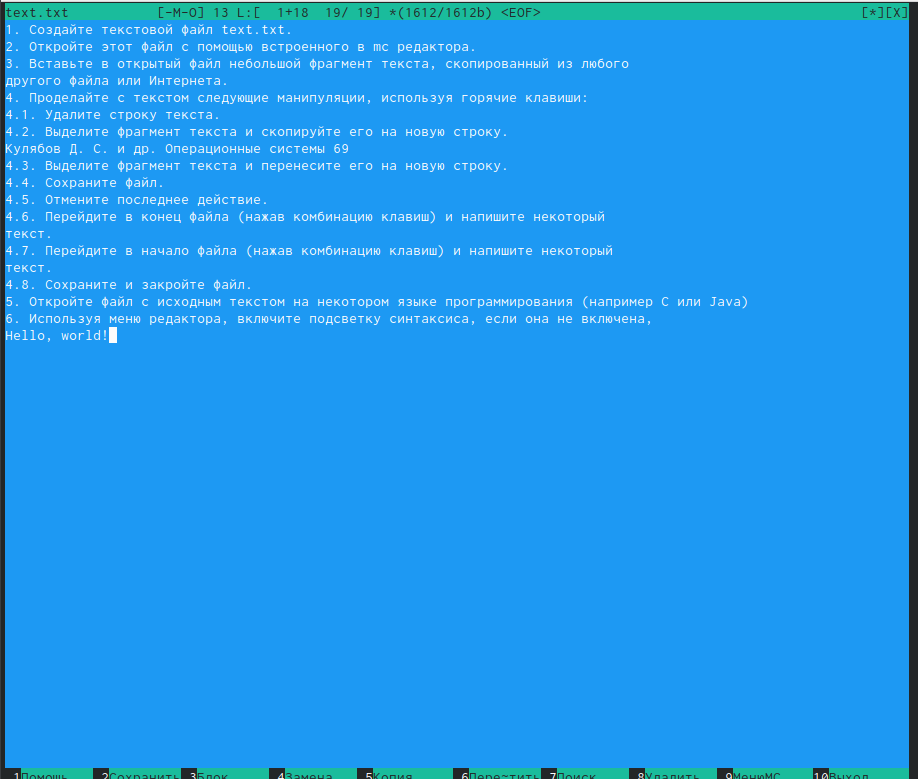 text.txt [-M-O] 13 L:[ 1+18 19/ 19] *(1612/1612b) <EOF> [*][X]
1. Создайте текстовой файл text.txt.
2. Откройте этот файл с помощью встроенного в mc редактора.
3. Вставьте в открытый файл небольшой фрагмент текста, скопированный из любого
другого файла или Интернета.
4. Проделайте с текстом следующие манипуляции, используя горячие клавиши:
4.1. Удалите строку текста.
4.2. Выделите фрагмент текста и скопируйте его на новую строку.
Кулябов Д. С. и др. Операционные системы 69
4.3. Выделите фрагмент текста и перенесите его на новую строку.
4.4. Сохраните файл.
4.5. Отмените последнее действие.
4.6. Перейдите в конец файла (нажав комбинацию клавиш) и напишите некоторый
текст.
4.7. Перейдите в начало файла (нажав комбинацию клавиш) и напишите некоторый
текст.
4.8. Сохраните и закройте файл.
5. Откройте файл с исходным текстом на некотором языке программирования (например C или Java)
6. Используя меню редактора, включите подсветку синтаксиса, если она не включена,
Hello, world!
1Помощь 2Сохранить 3Блок 4Замена 5Копия 6Пере~тить 7Поиск 8Удалить 9МенюMC 10Выход